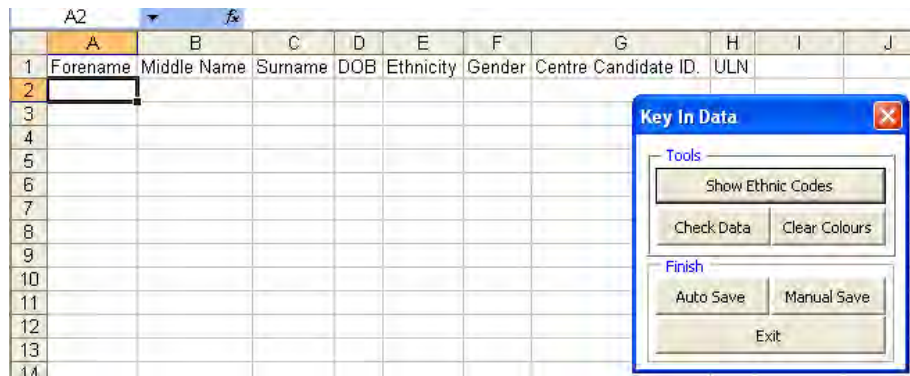 A2 fx
A B C D E F G H I J
1 Forename Middle Name Surname DOB Ethnicity Gender Centre Candidate ID. ULN
2
3
4
5
6
7
8
9
10
11
12
13
14
Key In Data
Tools
Show Ethnic Codes
Check Data Clear Colours
Finish
Auto Save Manual Save
Exit